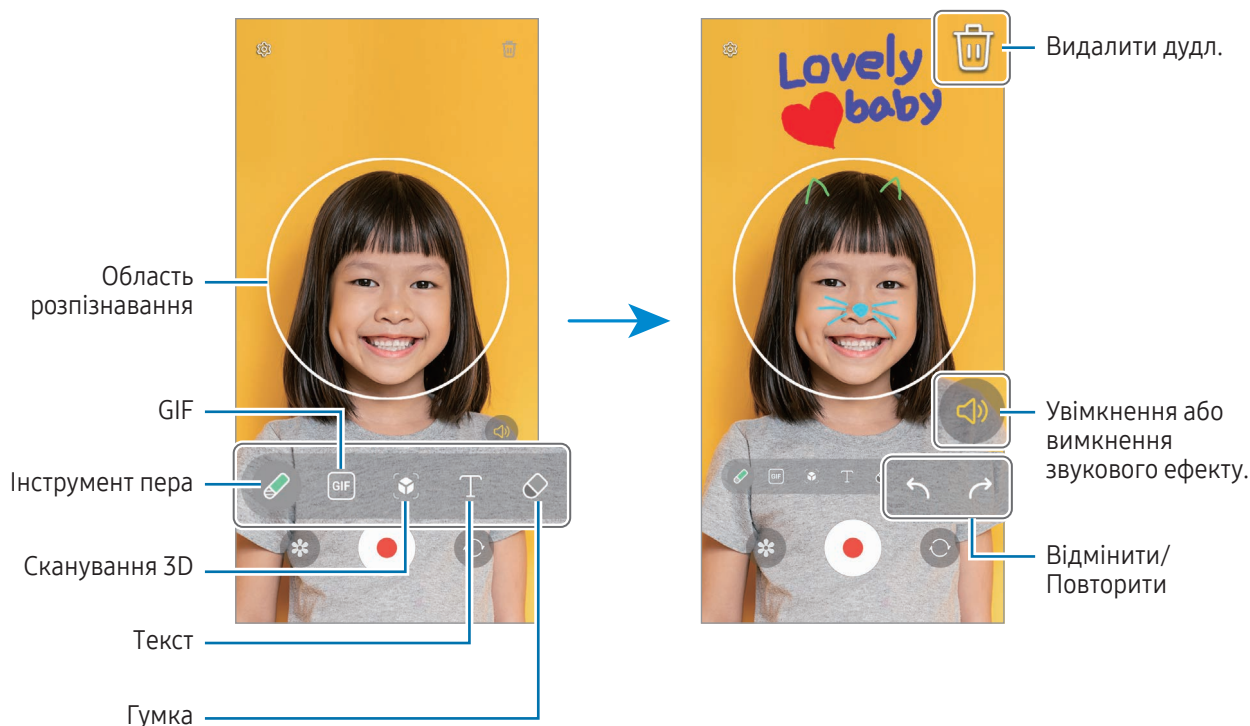 Область
розпізнавання
GIF
Інструмент пера
Сканування 3D
Текст
Гумка
GIF
T
Lovely
baby
GIF
T
Видалити дудл.
Увімкнення або
вимкнення
звукового ефекту.
Відмінити/
Повторити